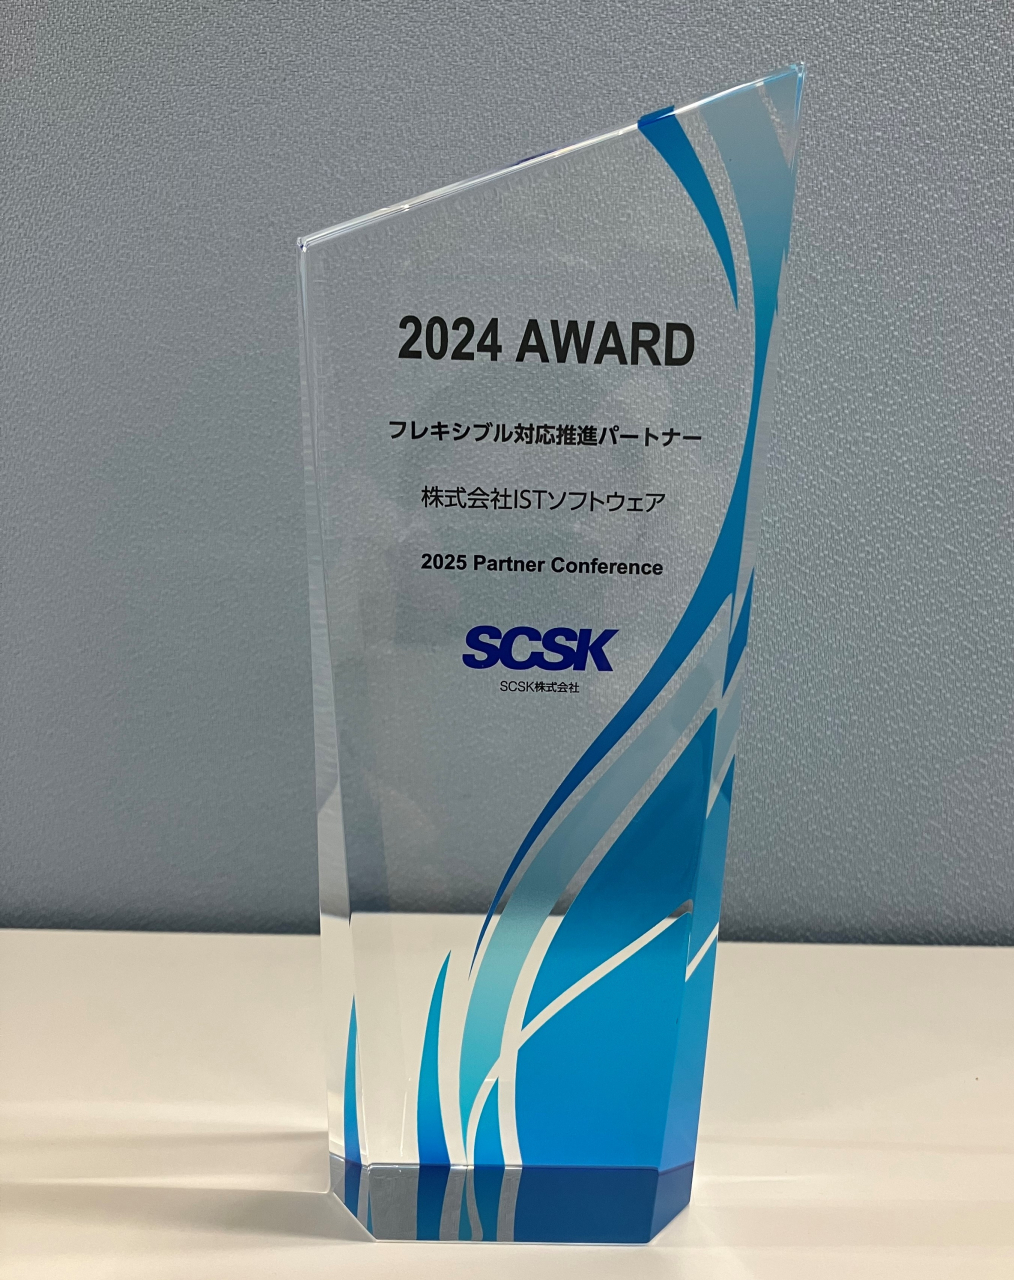 2024 AWARD
フレキシブル対応推進パートナー
株式会社ISTソフトウェア
2025 Partner Conference
SCSK
SCSK株式会社